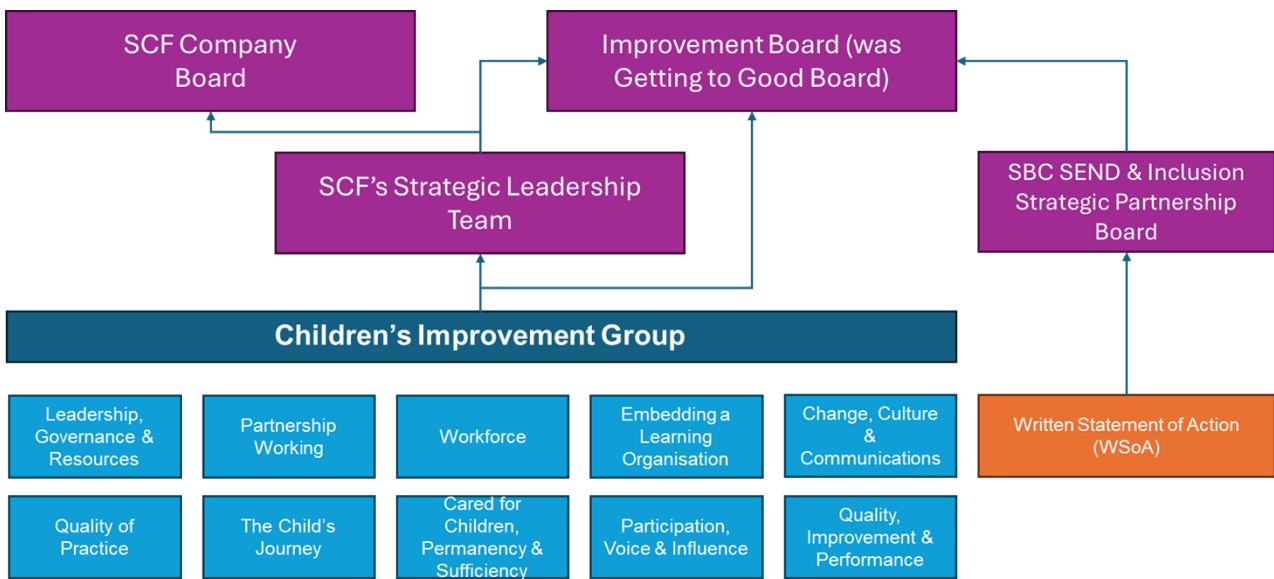 SCF Company
Board
Improvement Board (was
Getting to Good Board)
SCF’s Strategic Leadership
Team
SBC SEND & Inclusion
Strategic Partnership
Board
Children’s Improvement Group
Leadership,
Governance &
Resources
Partnership
Working
Workforce
Embedding a
Learning
Organisation
Change, Culture
&
Communications
Written Statement of Action
(WSoA)
Quality of
Practice
The Child’s
Journey
Cared for
Children,
Permanency &
Sufficiency
Participation,
Voice & Influence
Quality,
Improvement &
Performance